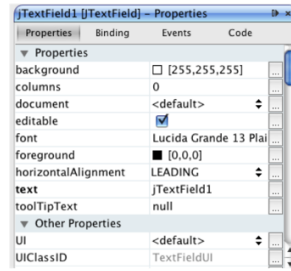 jTextField1 [JTextField] – Properties
Properties Binding Events Code
Properties
background [255,255,255] ...
columns 0 ...
document <default> ...
editable ...
font Lucida Grande 13 Plai ...
foreground [0,0,0] ...
horizontalAlignment LEADING ...
text jTextField1 ...
toolTipText null ...
Other Properties
UI <default> ...
UIClassID TextFieldUI ...